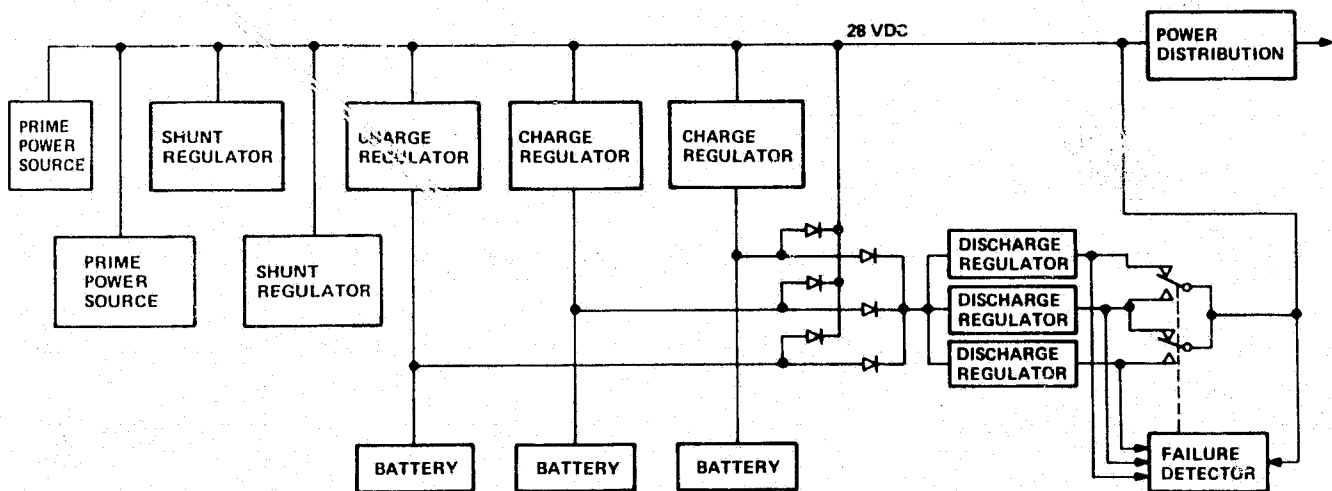 28 VDC
POWER
DISTRIBUTION
PRIME
POWER
SOURCE
SHUNT
REGULATOR
CHARGE
REGULATOR
CHARGE
REGULATOR
CHARGE
REGULATOR
PRIME
POWER
SOURCE
SHUNT
REGULATOR
DISCHARGE
REGULATOR
DISCHARGE
REGULATOR
DISCHARGE
REGULATOR
BATTERY
BATTERY
BATTERY
FAILURE
DETECTOR